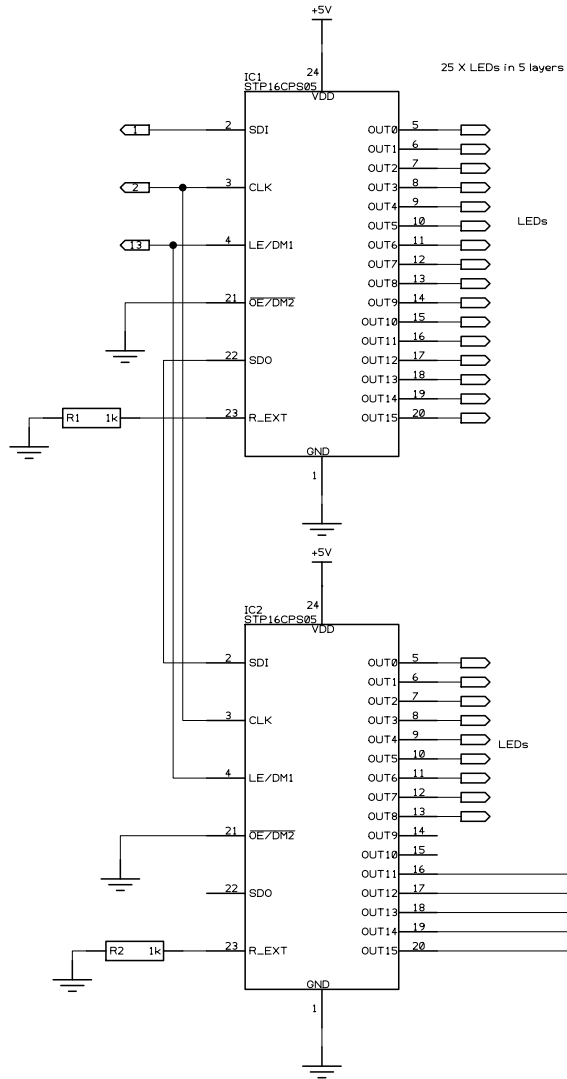 +5V
24
25 X LEDs in 5 layers
IC1
STP16CPS05
VDD
1
2
SDI
OUT0
5
OUT1
6
OUT2
7
2
3
CLK
OUT3
8
OUT4
9
LEDs
OUT5
10
13
4
LE/DM1
OUT6
11
OUT7
12
OUT8
13
21
OE/DM2
OUT9
14
OUT10
15
OUT11
16
22
SDO
OUT12
17
OUT13
18
OUT14
19
R1 1k
23
R_EXT
OUT15
20
GND
1
+5V
24
IC2
STP16CPS05
VDD
2
SDI
OUT0
5
OUT1
6
OUT2
7
3
CLK
OUT3
8
OUT4
9
LEDs
OUT5
10
4
LE/DM1
OUT6
11
OUT7
12
OUT8
13
21
OE/DM2
OUT9
14
OUT10
15
OUT11
16
22
SDO
OUT12
17
OUT13
18
OUT14
19
R2 1k
23
R_EXT
OUT15
20
GND
1